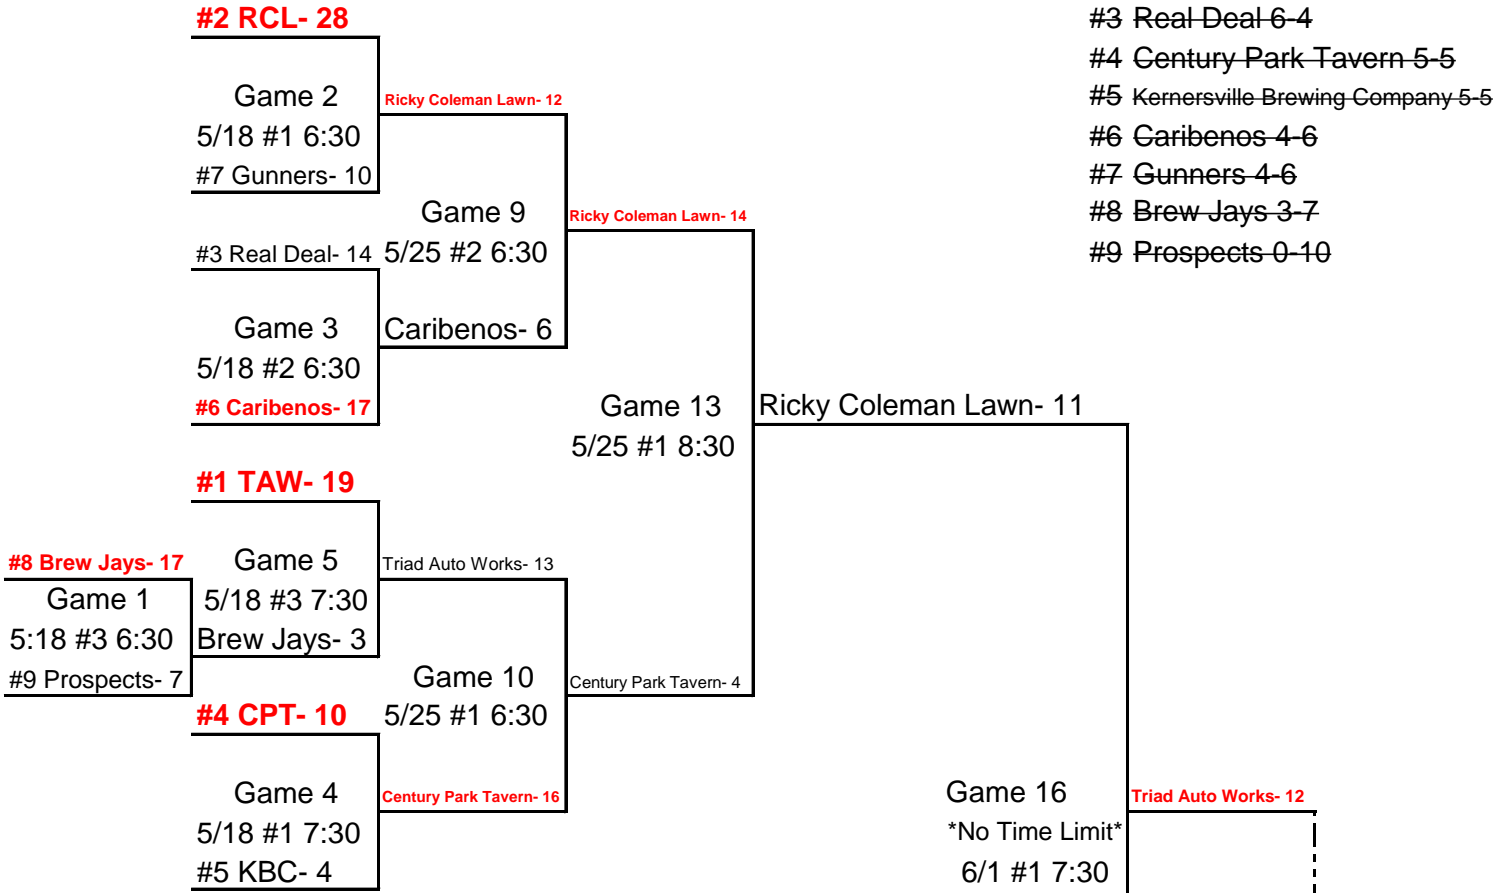 #2 RCL- 28
#3 Real Deal 6-4
#4 Century Park Tavern 5-5
#5 Kernersville Brewing Company 5-5
#6 Caribenos 4-6
#7 Gunners 4-6
#8 Brew Jays 3-7
#9 Prospects 0-10
Game 2
5/18 #1 6:30
#7 Gunners- 10
Ricky Coleman Lawn- 12
Game 9
5/25 #2 6:30
#3 Real Deal- 14
Game 3
5/18 #2 6:30
#6 Caribenos- 17
Caribenos- 6
Ricky Coleman Lawn- 14
Game 13
5/25 #1 8:30
Ricky Coleman Lawn- 11
#1 TAW- 19
Game 5
5/18 #3 7:30
Brew Jays- 3
#8 Brew Jays- 17
Game 1
5:18 #3 6:30
#9 Prospects- 7
Triad Auto Works- 13
Game 10
5/25 #1 6:30
Century Park Tavern- 4
#4 CPT- 10
Game 4
5/18 #1 7:30
#5 KBC- 4
Century Park Tavern- 16
Game 16
*No Time Limit*
6/1 #1 7:30
Triad Auto Works- 12